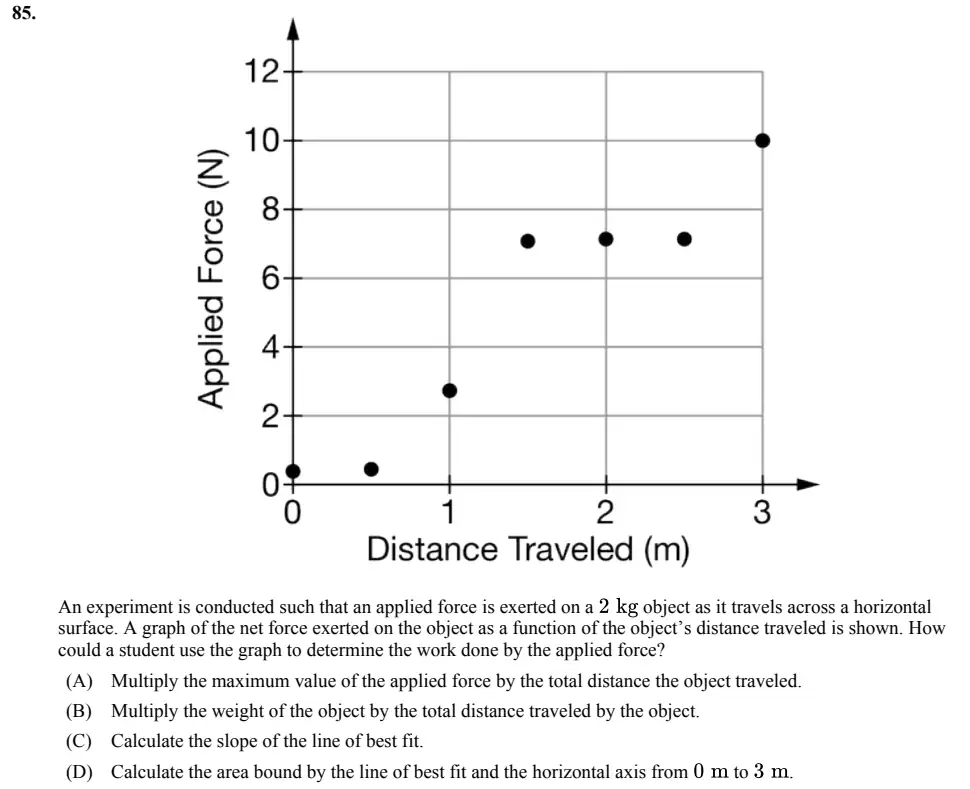 85.
12
10
8
6
4
2
0
Applied Force (N)
0 1 2 3
Distance Traveled (m)
An experiment is conducted such that an applied force is exerted on a 2 kg object as it travels across a horizontal
surface. A graph of the net force exerted on the object as a function of the object’s distance traveled is shown. How
could a student use the graph to determine the work done by the applied force?
(A) Multiply the maximum value of the applied force by the total distance the object traveled.
(B) Multiply the weight of the object by the total distance traveled by the object.
(C) Calculate the slope of the line of best fit.
(D) Calculate the area bound by the line of best fit and the horizontal axis from 0 m to 3 m.